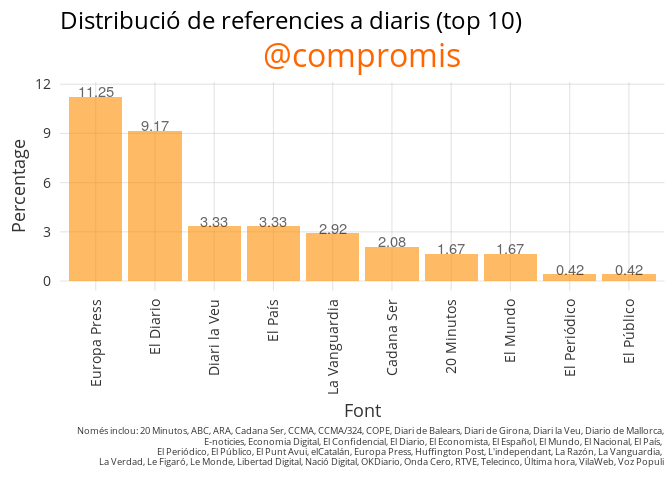 Distribució de referencies a diaris (top 10)
@compromis
Percentage
12
9
6
3
0
11.25
9.17
3.33
3.33
2.92
2.08
1.67
1.67
0.42
0.42
Europa Press
El Diario
Diari la Veu
El País
La Vanguardia
Cadana Ser
20 Minutos
El Mundo
El Periódico
El Público
Font
Només inclou: 20 Minutos, ABC, ARA, Cadana Ser, CCMA, CCMA/324, COPE, Diari de Balears, Diari de Girona, Diari la Veu, Diario de Mallorca,
E-noticies, Economia Digital, El Confidencial, El Diario, El Economista, El Español, El Mundo, El Nacional, El País,
El Periódico, El Público, El Punt Avui, elCatalán, Europa Press, Huffington Post, L'independant, La Razón, La Vanguardia,
La Verdad, Le Figaró, Le Monde, Libertad Digital, Nació Digital, OKDiario, Onda Cero, RTVE, Telecinco, Última hora, VilaWeb, Voz Populi